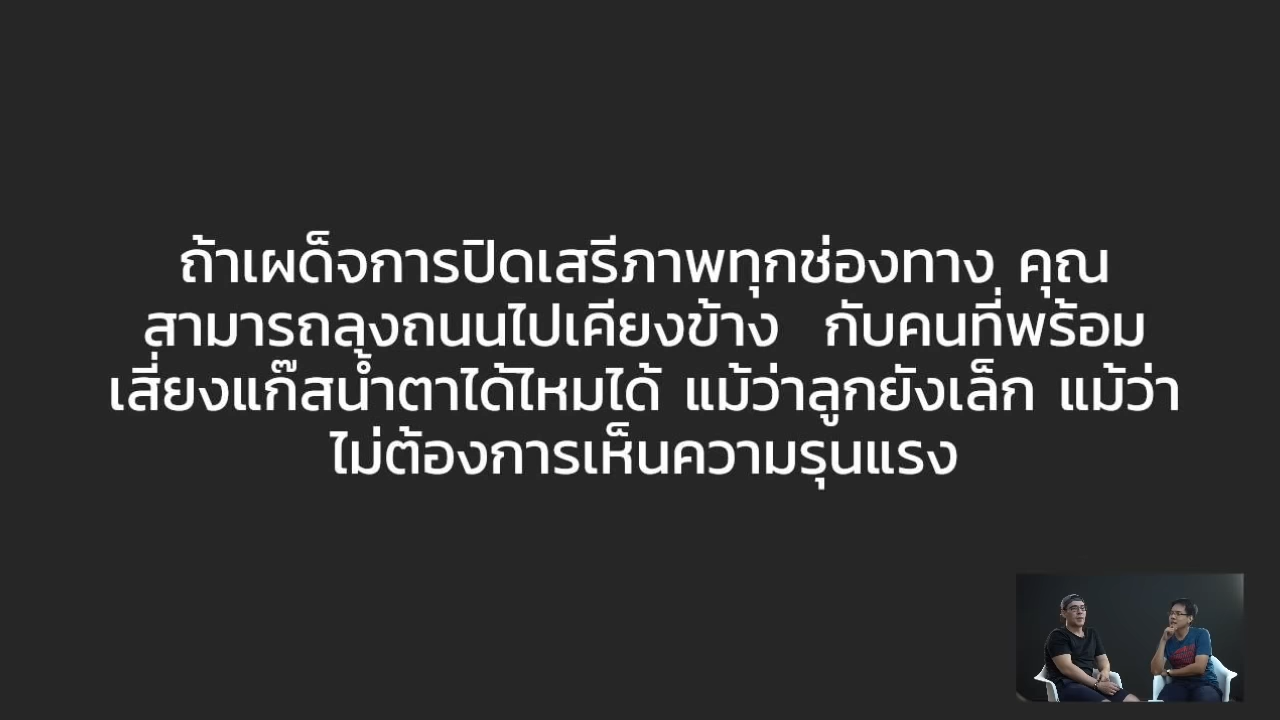 ถ้าเผด็จการปิดเสรีภาพทุกช่องทาง คุณ
สามารถลงถนนไปเคียงข้าง  กับคนที่พร้อม
เสี่ยงแก๊สน้ำตาได้ไหมได้ แม้ว่าลูกยังเล็ก แม้ว่า
ไม่ต้องการเห็นความรุนแรง